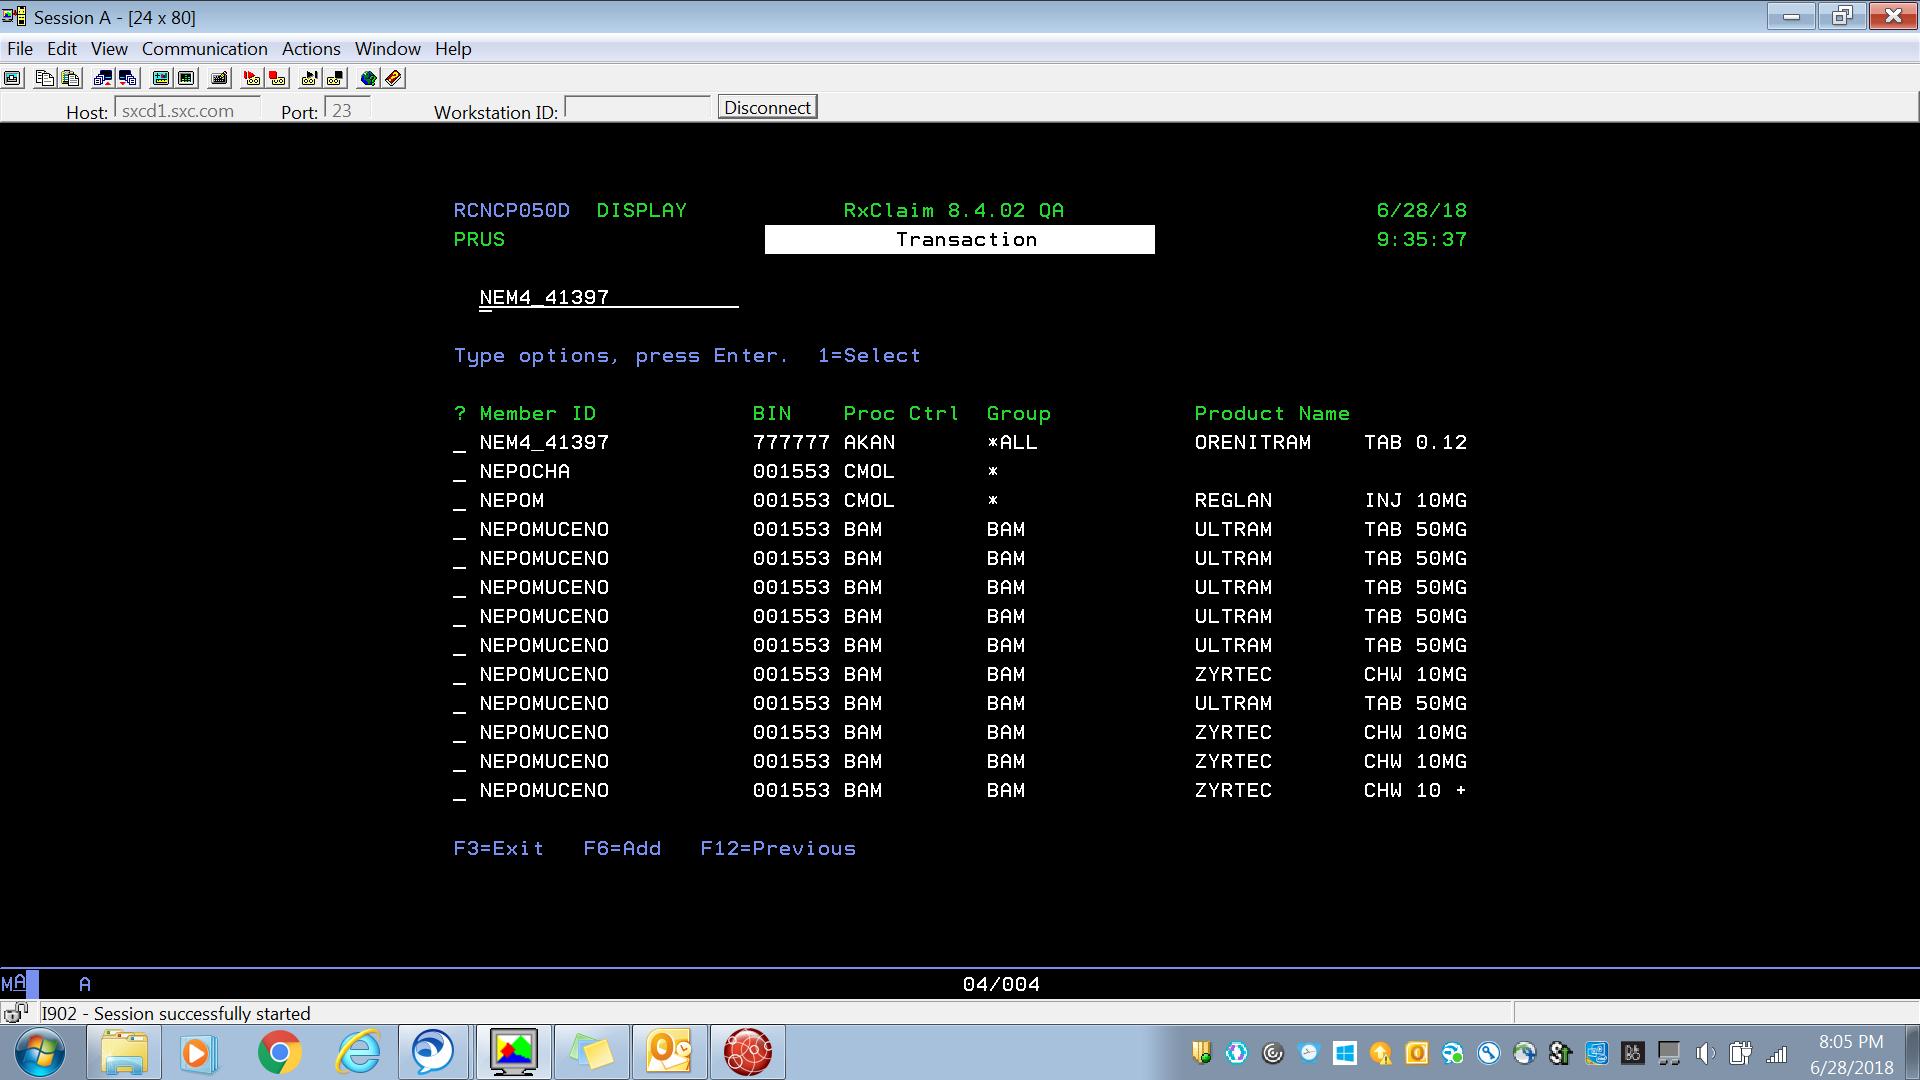 Session A - [24 x 80]
File Edit View Communication Actions Window Help
Host: sxcd1.sxc.com Port: 23 Workstation ID: Disconnect
RCNCP050D DISPLAY RxClaim 8.4.02 QA 6/28/18
PRUS Transaction 9:35:37
NEM4_41397
Type options, press Enter. 1=Select
? Member ID BIN Proc Ctrl Group Product Name
_ NEM4_41397 777777 AKAN *ALL ORENITRAM TAB 0.12
_ NEPOCHA 001553 CMOL *
_ NEPOM 001553 CMOL * REGLAN INJ 10MG
_ NEPOMUCENO 001553 BAM BAM ULTRAM TAB 50MG
_ NEPOMUCENO 001553 BAM BAM ULTRAM TAB 50MG
_ NEPOMUCENO 001553 BAM BAM ULTRAM TAB 50MG
_ NEPOMUCENO 001553 BAM BAM ULTRAM TAB 50MG
_ NEPOMUCENO 001553 BAM BAM ULTRAM TAB 50MG
_ NEPOMUCENO 001553 BAM BAM ZYRTEC CHW 10MG
_ NEPOMUCENO 001553 BAM BAM ULTRAM TAB 50MG
_ NEPOMUCENO 001553 BAM BAM ZYRTEC CHW 10MG
_ NEPOMUCENO 001553 BAM BAM ZYRTEC CHW 10MG
_ NEPOMUCENO 001553 BAM BAM ZYRTEC CHW 10 +
F3=Exit F6=Add F12=Previous
MA A 04/004
I902 - Session successfully started
8:05 PM
6/28/2018